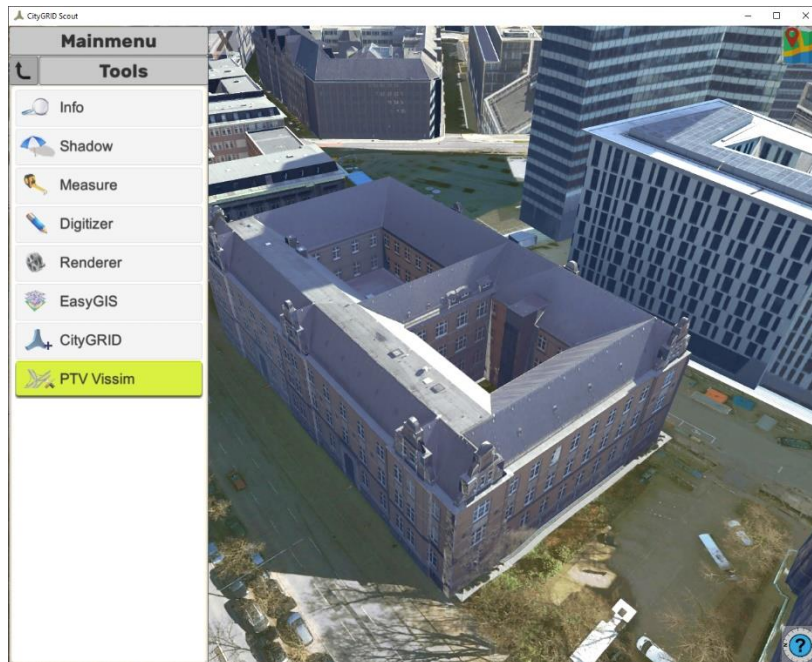 CityGRID Scout
Mainmenu
X
Tools
Info
Shadow
Measure
Digitizer
Renderer
EasyGIS
CityGRID
PTV Vissim
?